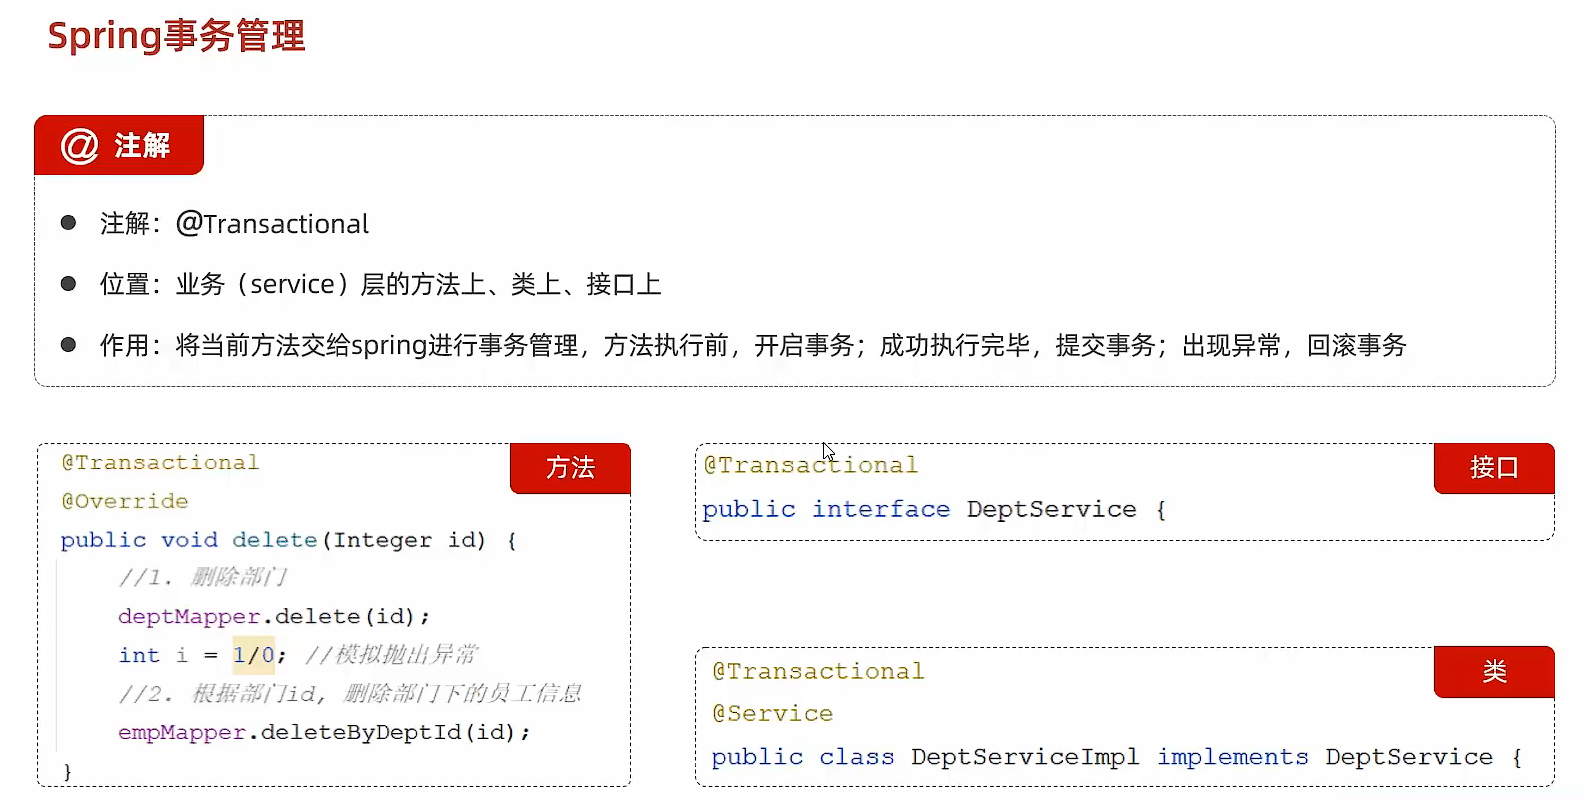 Spring事务管理
@ 注解
● 注解：@Transactional
● 位置：业务（service）层的方法上、类上、接口上
● 作用：将当前方法交给spring进行事务管理，方法执行前，开启事务；成功执行完毕，提交事务；出现异常，回滚事务
方法
@Transactional
@Override
public void delete(Integer id) {
//1. 删除部门
deptMapper.delete(id);
int i = 1/0; //模拟抛出异常
//2. 根据部门id, 删除部门下的员工信息
empMapper.deleteByDeptId(id);
}
接口
@Transactional
public interface DeptService {
类
@Transactional
@Service
public class DeptServiceImpl implements DeptService {